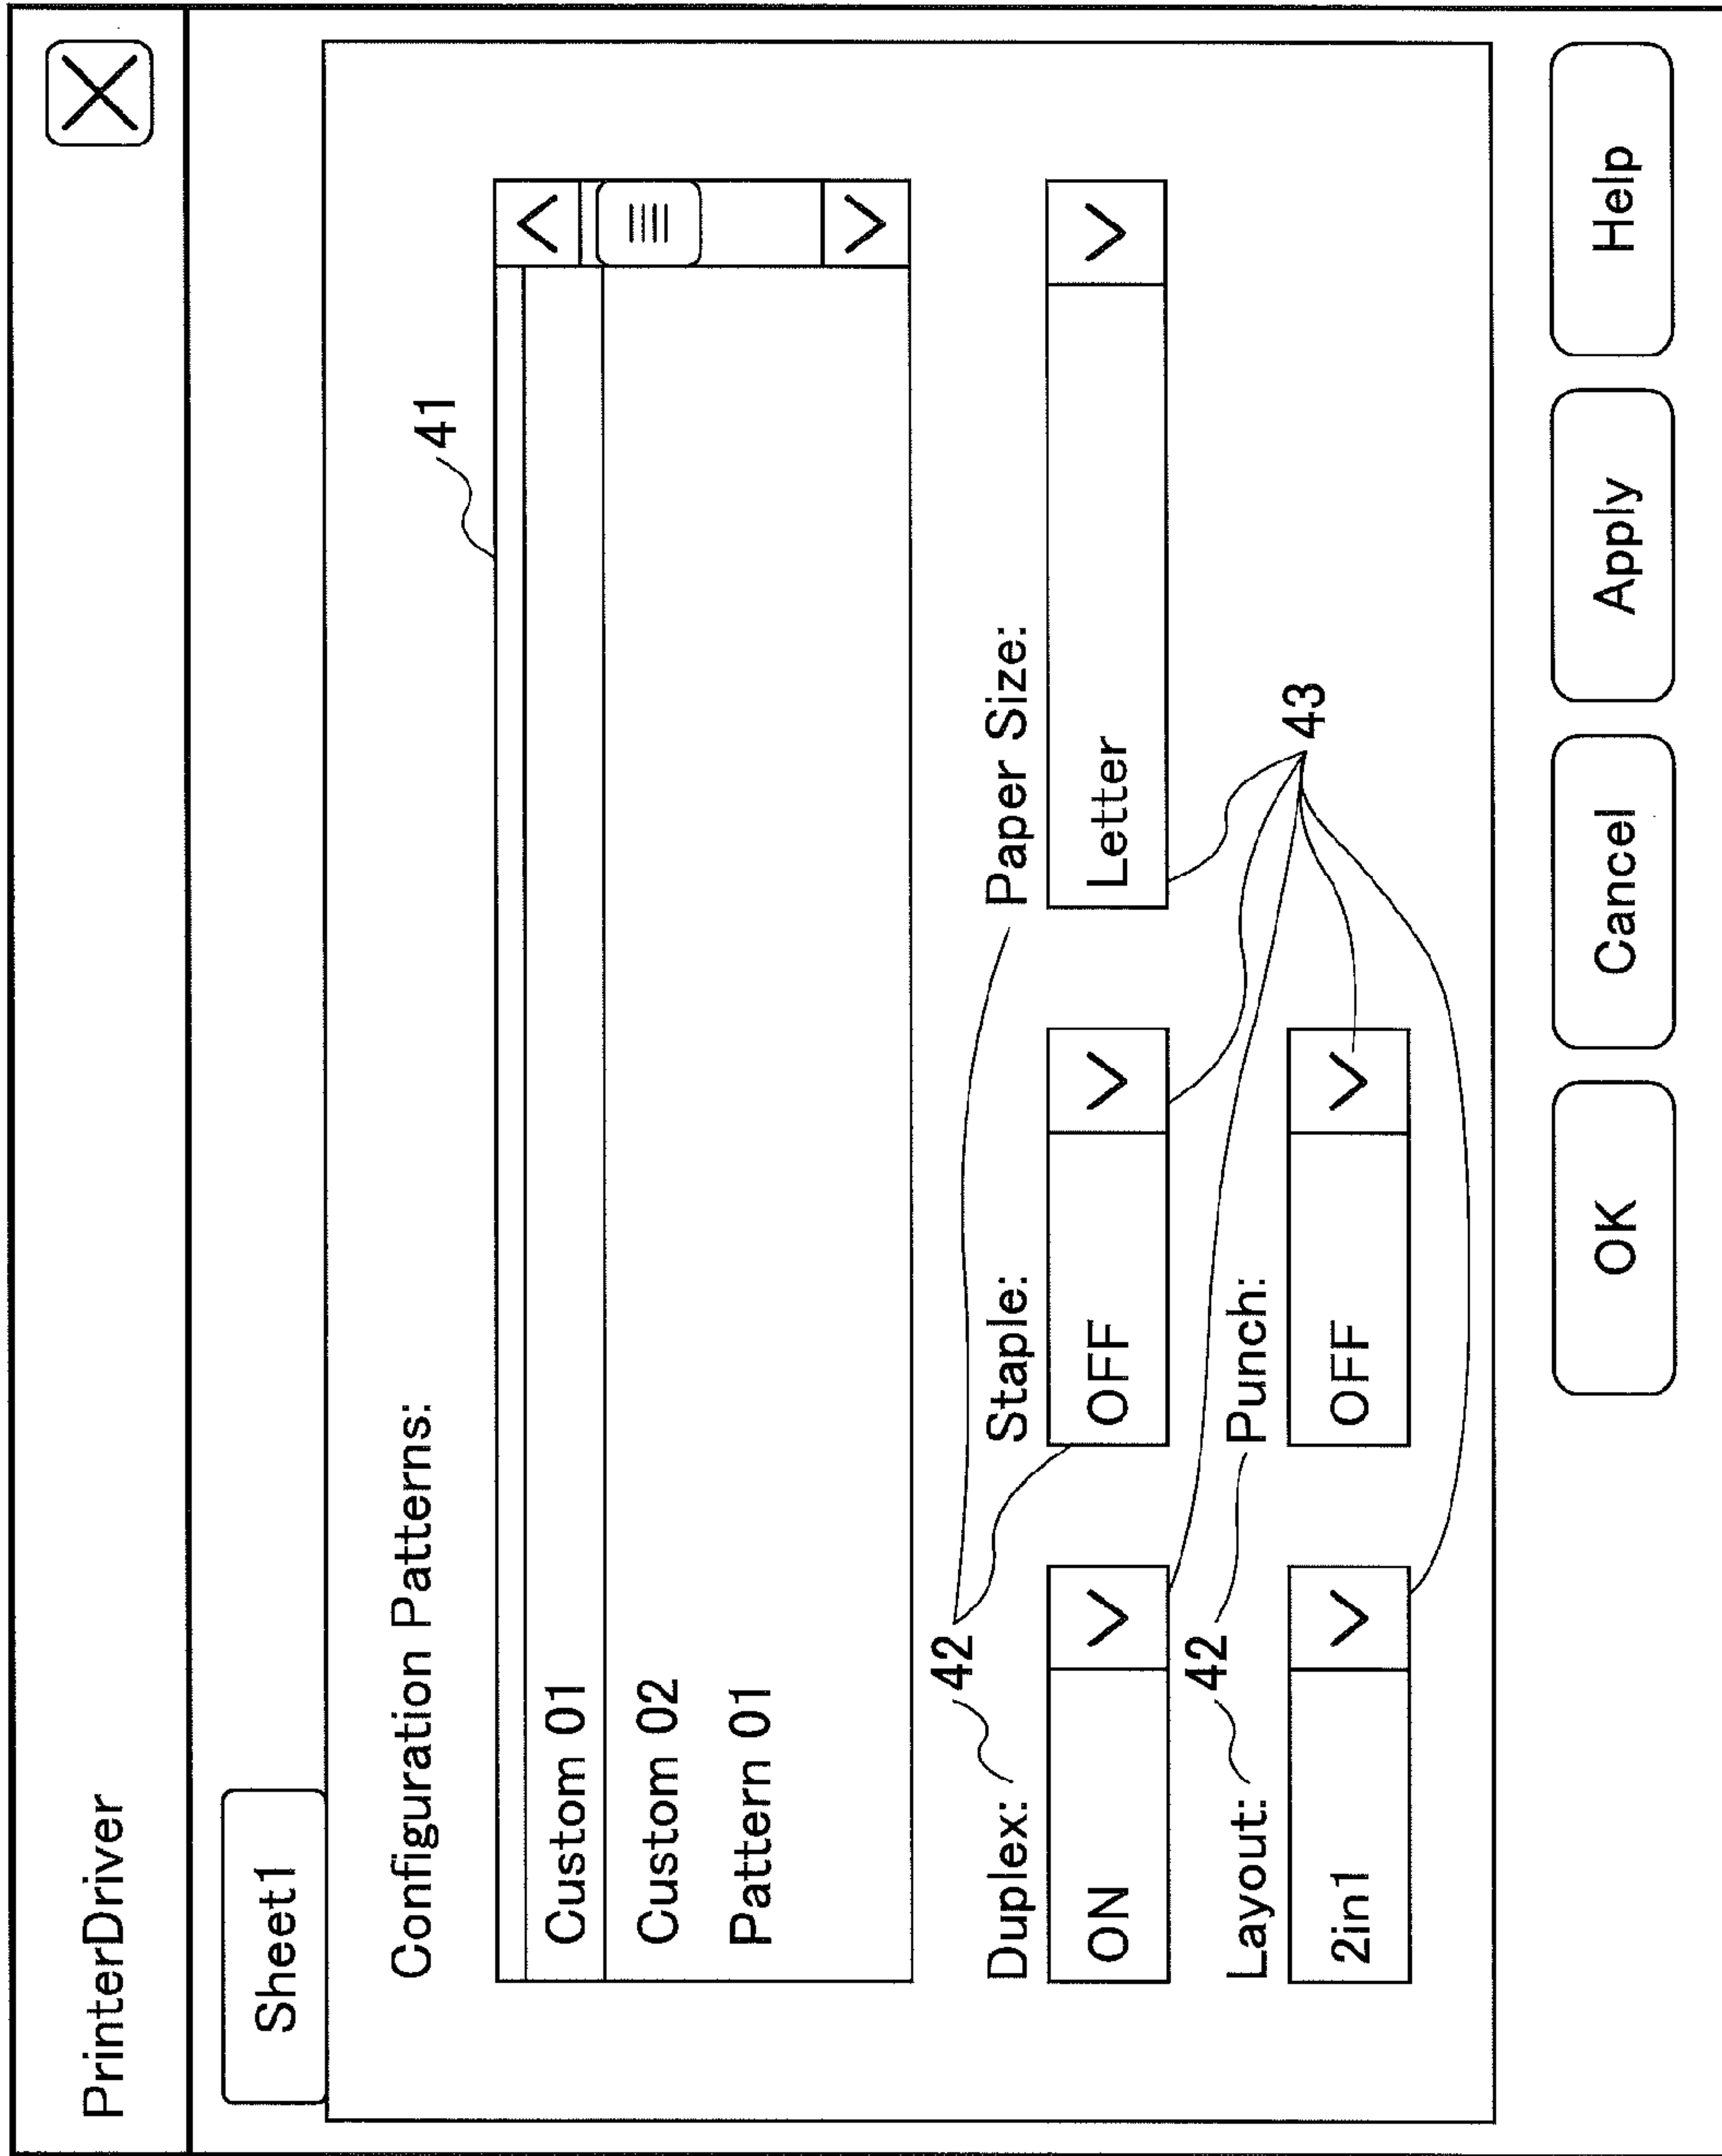 PrinterDriver
Sheet1
Configuration Patterns:
41
Custom 01
Custom 02
Pattern 01
42
Duplex: Staple: Paper Size:
ON OFF Letter
42
Layout: Punch: 43
2in1 OFF
OK Cancel Apply Help